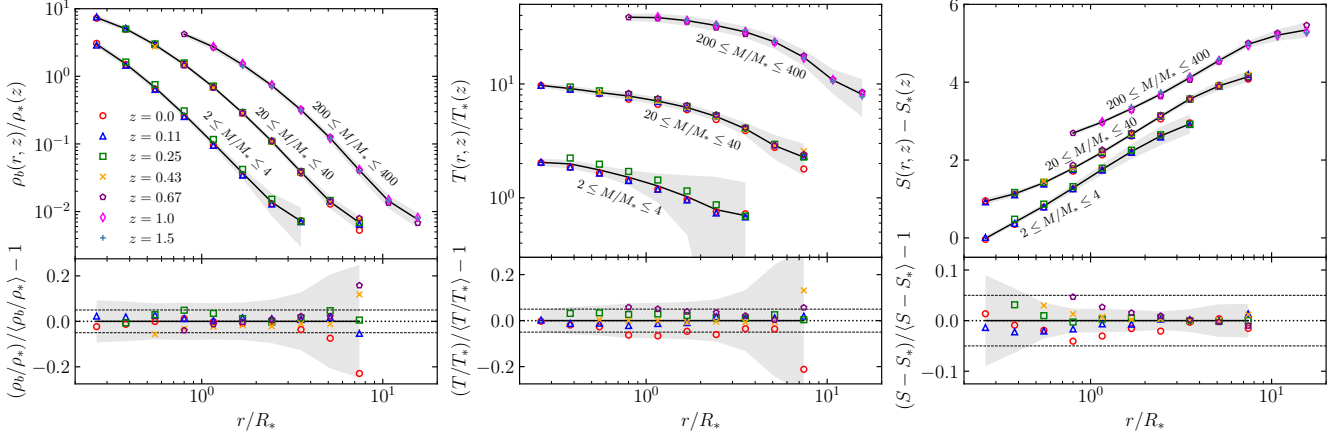 10^1
10^0
10^{-1}
10^{-2}
ρ_b(r, z)/ρ_*(z)
2 ≤ M/M_* ≤ 4
20 ≤ M/M_* ≤ 40
200 ≤ M/M_* ≤ 400
z = 0.0
z = 0.11
z = 0.25
z = 0.43
z = 0.67
z = 1.0
z = 1.5
0.2
0.0
−0.2
(ρ_b/ρ_*)/⟨ρ_b/ρ_*⟩ − 1
10^0
10^1
r/R_*
10^1
10^0
T(r, z)/T_*(z)
200 ≤ M/M_* ≤ 400
20 ≤ M/M_* ≤ 40
2 ≤ M/M_* ≤ 4
0.2
0.0
−0.2
(T/T_*)/⟨T/T_*⟩ − 1
10^0
10^1
r/R_*
6
4
2
0
S(r, z) − S_*(z)
200 ≤ M/M_* ≤ 400
20 ≤ M/M_* ≤ 40
2 ≤ M/M_* ≤ 4
0.1
0.0
−0.1
(S − S_*)/⟨S − S_*⟩ − 1
10^0
10^1
r/R_*